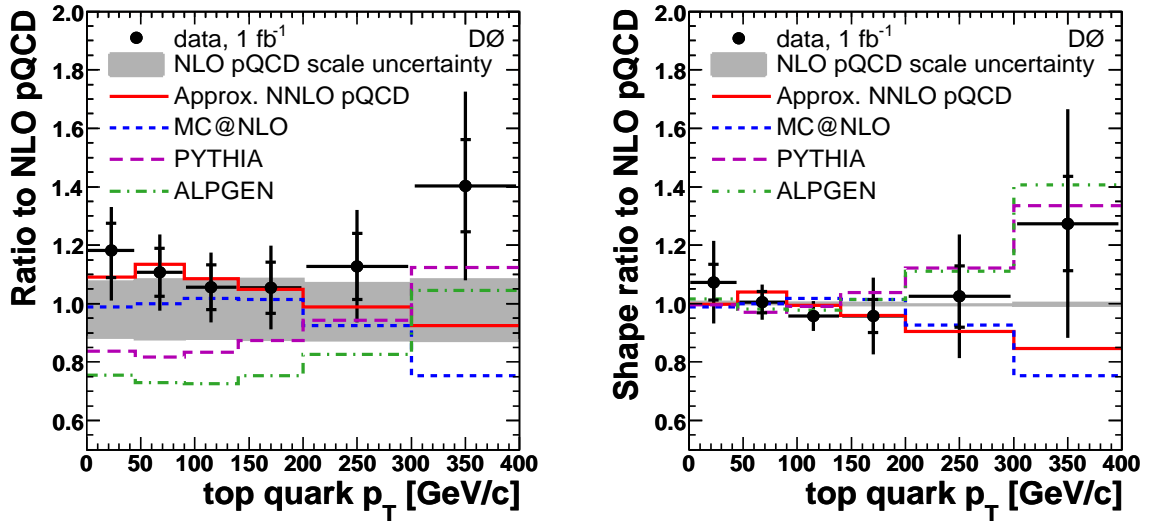 2.0
1.8
1.6
1.4
1.2
1.0
0.8
0.6
Ratio to NLO pQCD
data, 1 fb⁻¹ DØ
NLO pQCD scale uncertainty
Approx. NNLO pQCD
MC@NLO
PYTHIA
ALPGEN
0 50 100 150 200 250 300 350 400
top quark p_T [GeV/c]
2.0
1.8
1.6
1.4
1.2
1.0
0.8
0.6
Shape ratio to NLO pQCD
data, 1 fb⁻¹ DØ
NLO pQCD scale uncertainty
Approx. NNLO pQCD
MC@NLO
PYTHIA
ALPGEN
0 50 100 150 200 250 300 350 400
top quark p_T [GeV/c]